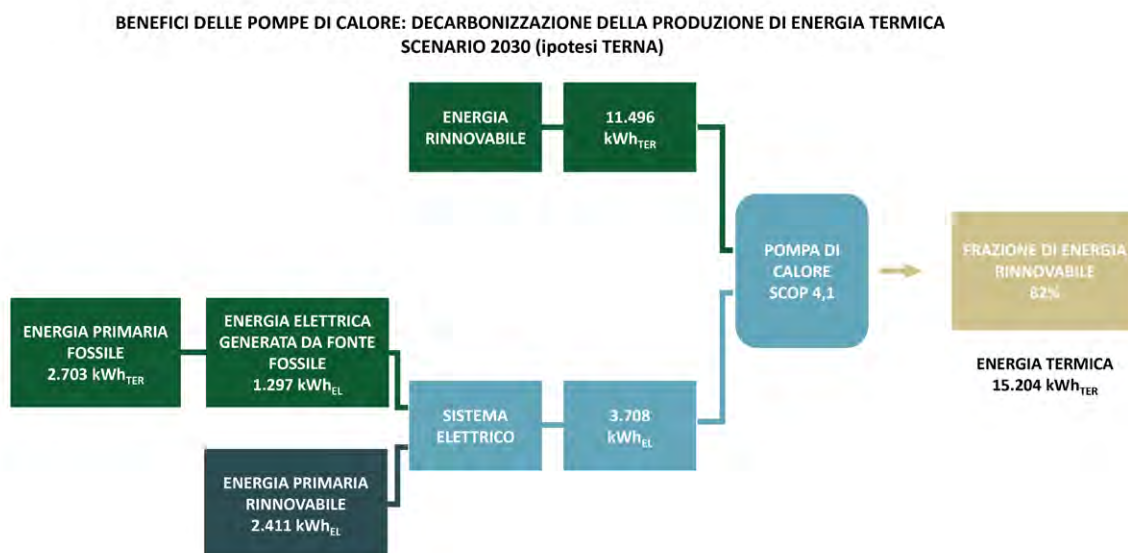 BENEFICI DELLE POMPE DI CALORE: DECARBONIZZAZIONE DELLA PRODUZIONE DI ENERGIA TERMICA
SCENARIO 2030 (ipotesi TERNA)
ENERGIA
RINNOVABILE
11.496
kWhTER
POMPA DI
CALORE
SCOP 4,1
FRAZIONE DI ENERGIA
RINNOVABILE
82%
ENERGIA TERMICA
15.204 kWhTER
ENERGIA PRIMARIA
FOSSILE
2.703 kWhTER
ENERGIA ELETTRICA
GENERATA DA FONTE
FOSSILE
1.297 kWhEL
SISTEMA
ELETTRICO
3.708
kWhEL
ENERGIA PRIMARIA
RINNOVABILE
2.411 kWhEL